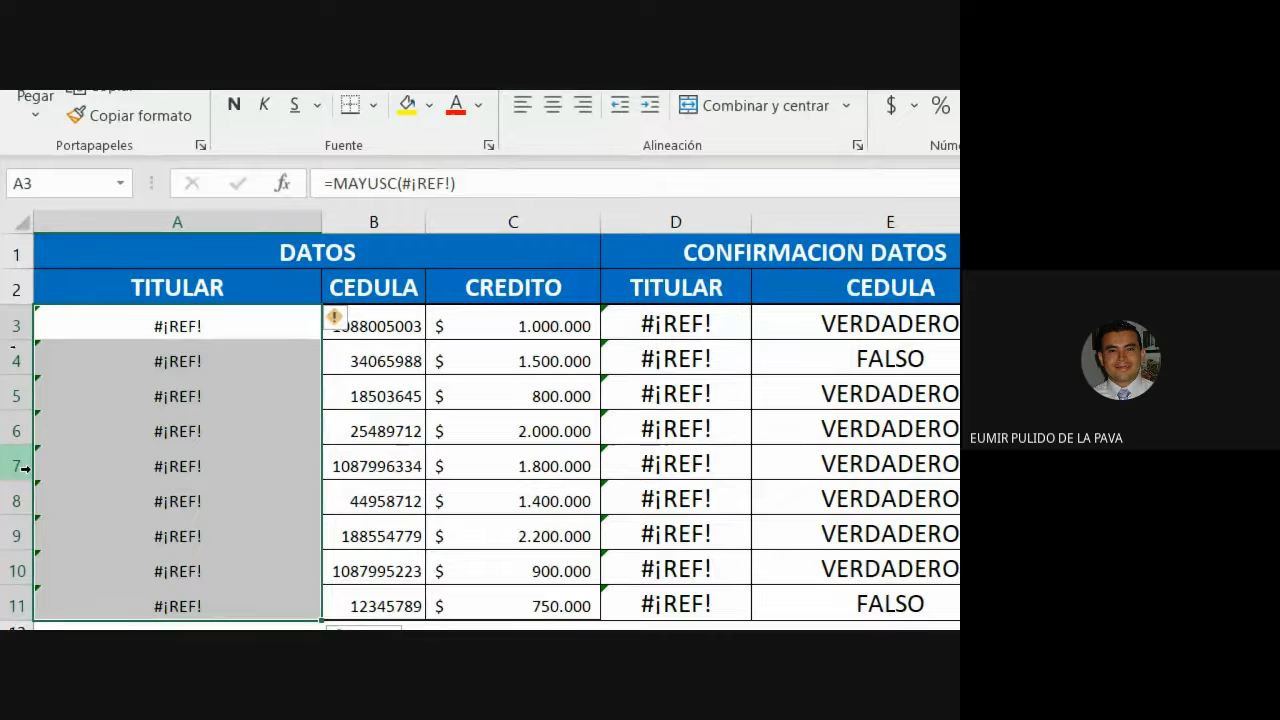 Pegar
Copiar formato
Portapapeles
N K S
Fuente
A
Combinar y centrar
Alineación
$ %
A3
fx
=MAYUSC(#¡REF!)
A B C D E
1 DATOS CONFIRMACION DATOS
2 TITULAR CEDULA CREDITO TITULAR CEDULA
3 #¡REF! 1088005003 $ 1.000.000 #¡REF! VERDADERO
4 #¡REF! 34065988 $ 1.500.000 #¡REF! FALSO
5 #¡REF! 18503645 $ 800.000 #¡REF! VERDADERO
6 #¡REF! 25489712 $ 2.000.000 #¡REF! VERDADERO
7 #¡REF! 1087996334 $ 1.800.000 #¡REF! VERDADERO
8 #¡REF! 44958712 $ 1.400.000 #¡REF! VERDADERO
9 #¡REF! 188554779 $ 2.200.000 #¡REF! VERDADERO
10 #¡REF! 1087995223 $ 900.000 #¡REF! VERDADERO
11 #¡REF! 12345789 $ 750.000 #¡REF! FALSO
EUMIR PULIDO DE LA PAVA